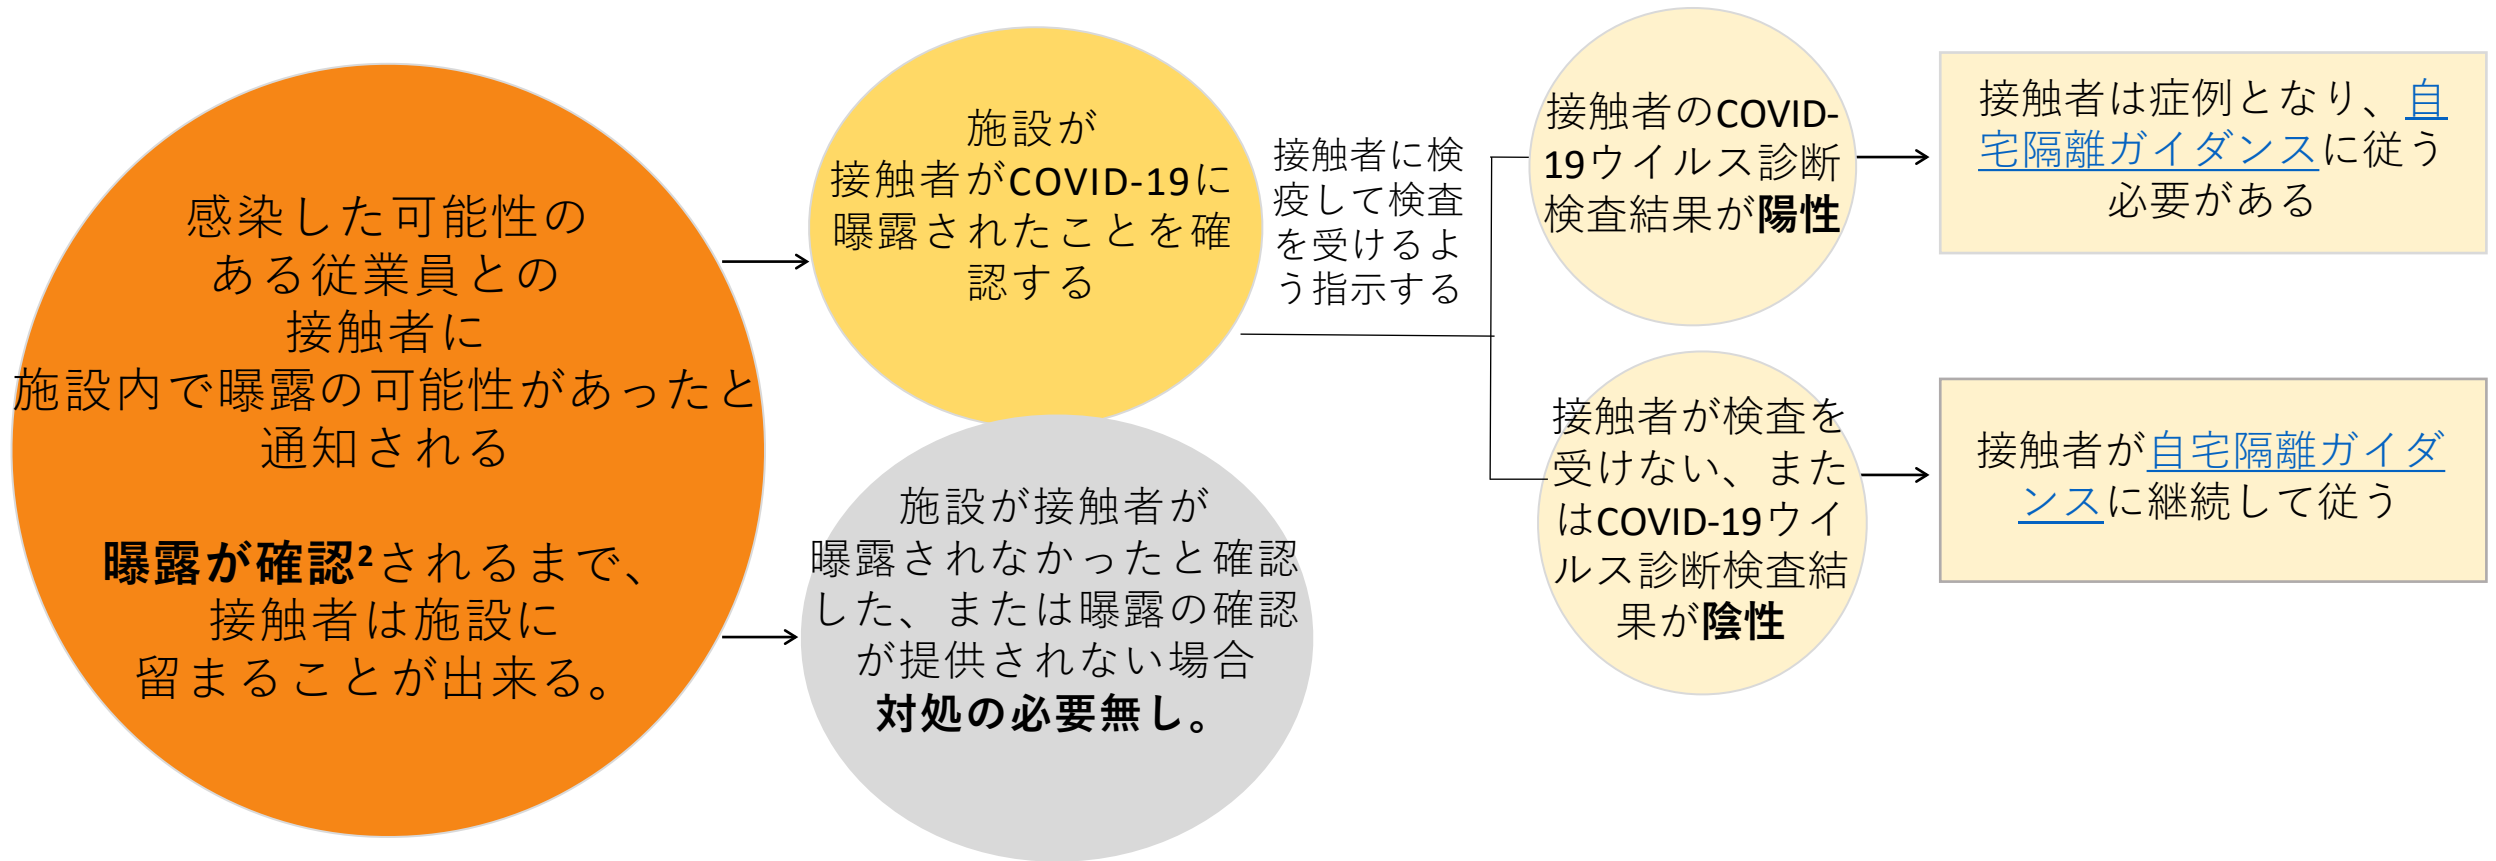 感染した可能性の
ある従業員との
接触者に
施設内で曝露の可能性があったと
通知される
曝露が確認²されるまで、
接触者は施設に
留まることが出来る。
施設が
接触者がCOVID-19に
曝露されたことを確
認する
施設が接触者が
曝露されなかったと確認
した、または曝露の確認
が提供されない場合
対処の必要無し。
接触者に検
疫して検査
を受けるよ
う指示する
接触者のCOVID-
19ウイルス診断
検査結果が陽性
接触者が検査を
受けない、また
はCOVID-19ウイ
ルス診断検査結
果が陰性
接触者は症例となり、自
宅隔離ガイダンスに従う
必要がある
接触者が自宅隔離ガイダ
ンスに継続して従う